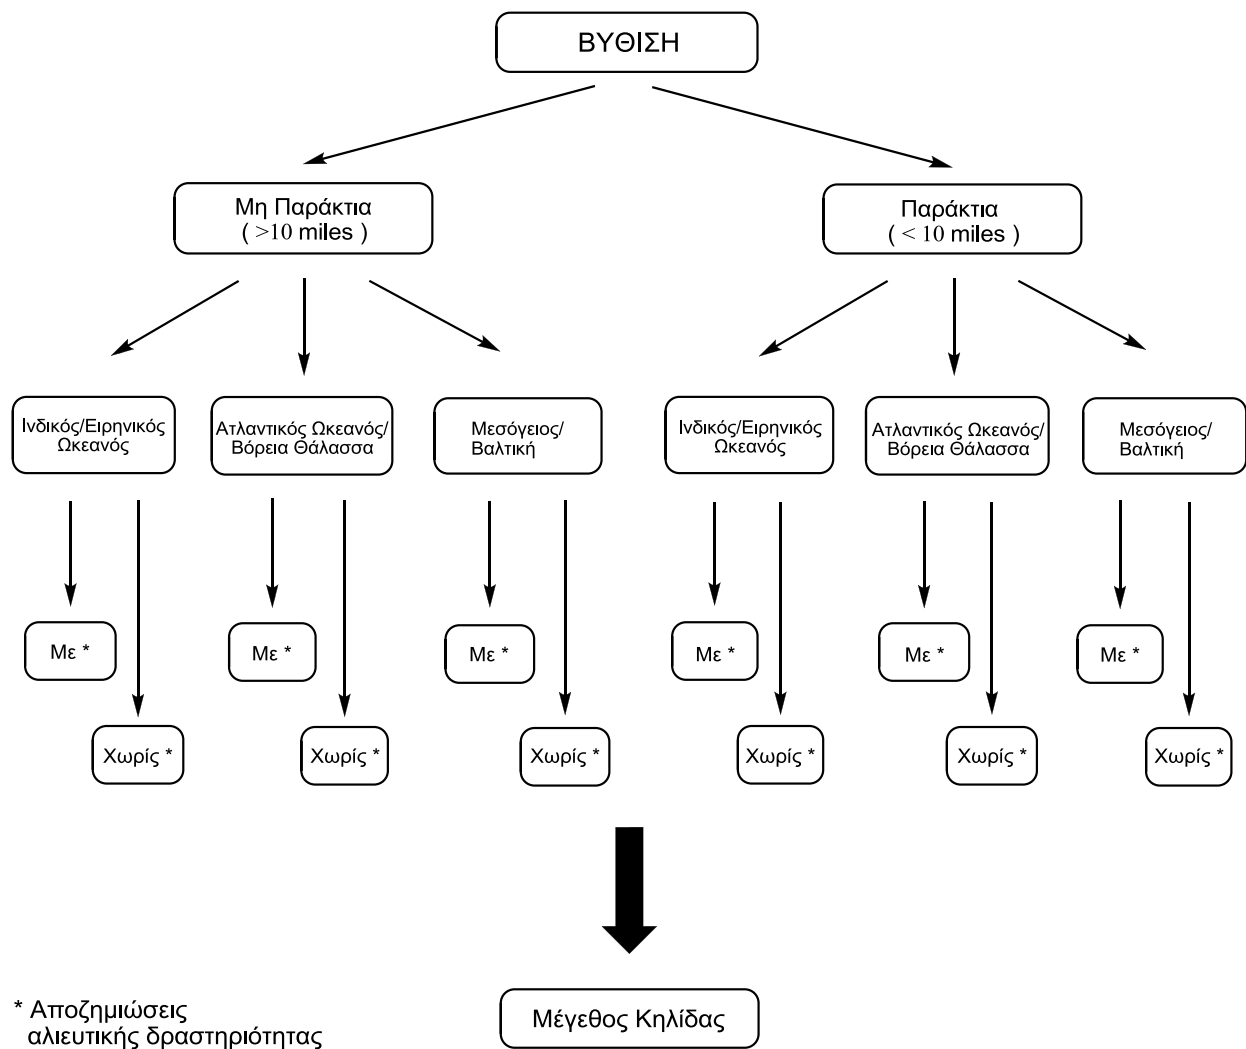 ΒΥΘΙΣΗ
Μη Παράκτια
( >10 miles )
Παράκτια
( < 10 miles )
Ινδικός/Ειρηνικός
Ωκεανός
Ατλαντικός Ωκεανός/
Βόρεια Θάλασσα
Μεσόγειος/
Βαλτική
Ινδικός/Ειρηνικός
Ωκεανός
Ατλαντικός Ωκεανός/
Βόρεια Θάλασσα
Μεσόγειος/
Βαλτική
Με *
Με *
Με *
Με *
Με *
Με *
Χωρίς *
Χωρίς *
Χωρίς *
Χωρίς *
Χωρίς *
Χωρίς *
* Αποζημιώσεις
αλιευτικής δραστηριότητας
Μέγεθος Κηλίδας